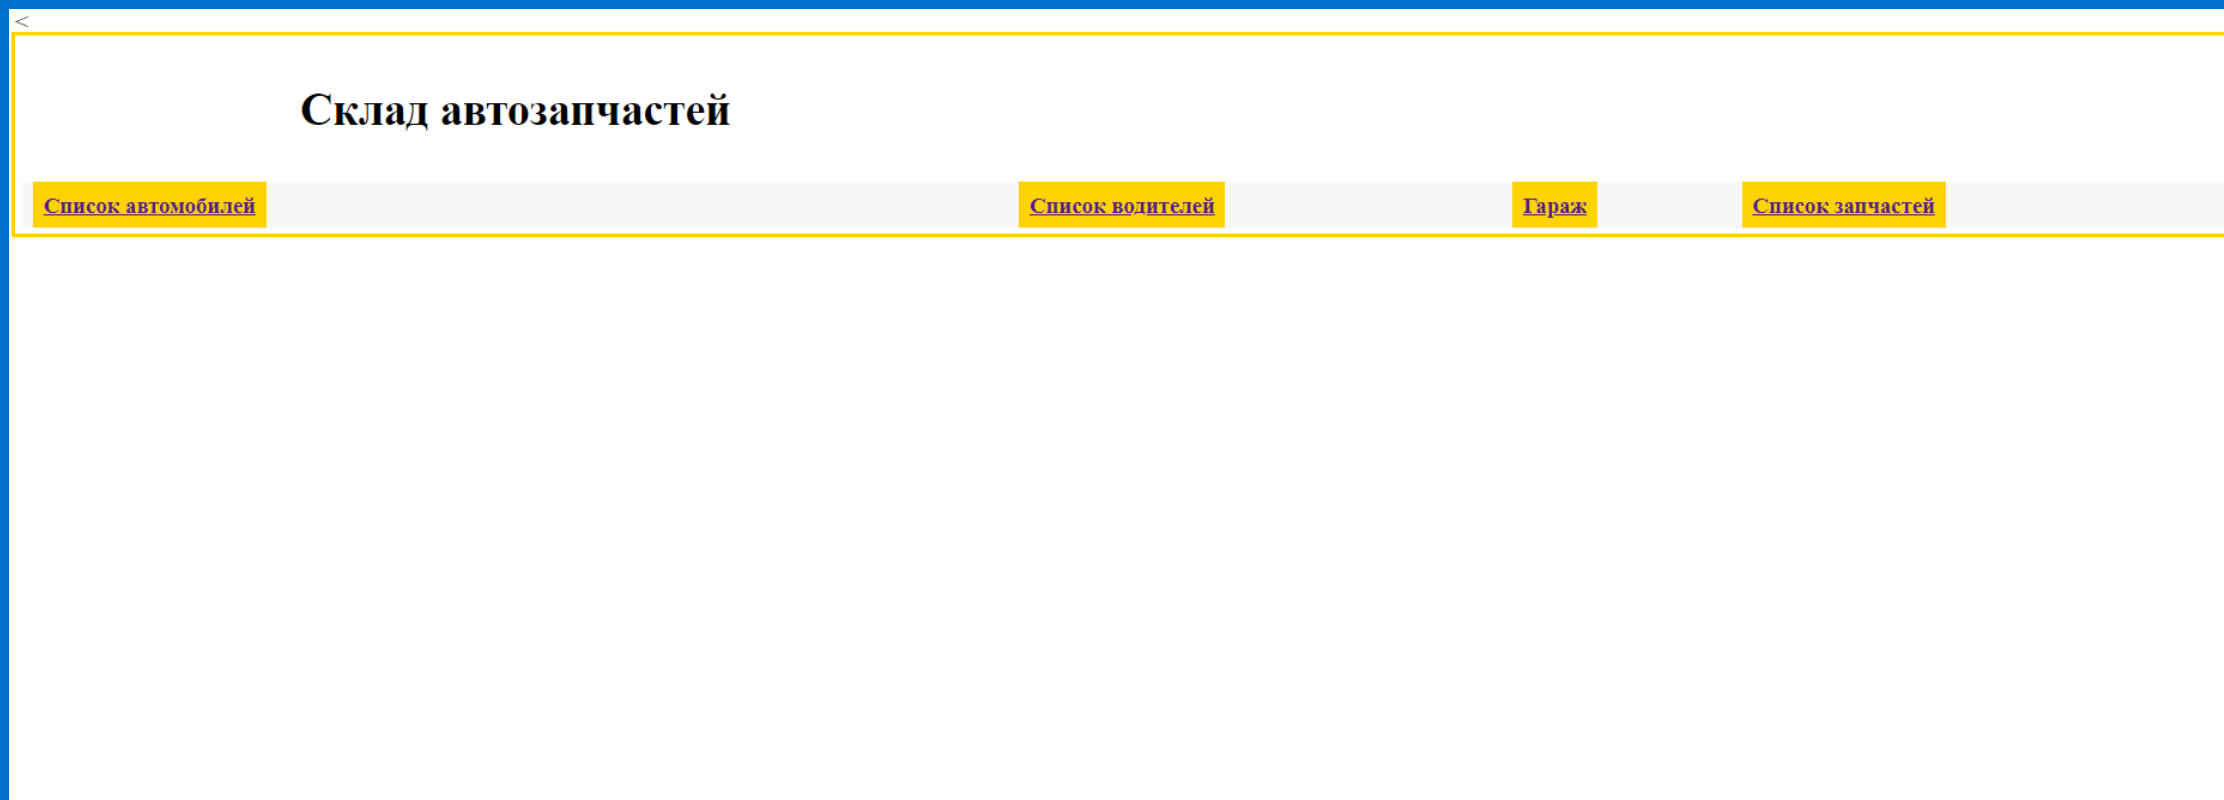 <
Склад автозапчастей
Список автомобилей Список водителей Гараж Список запчастей